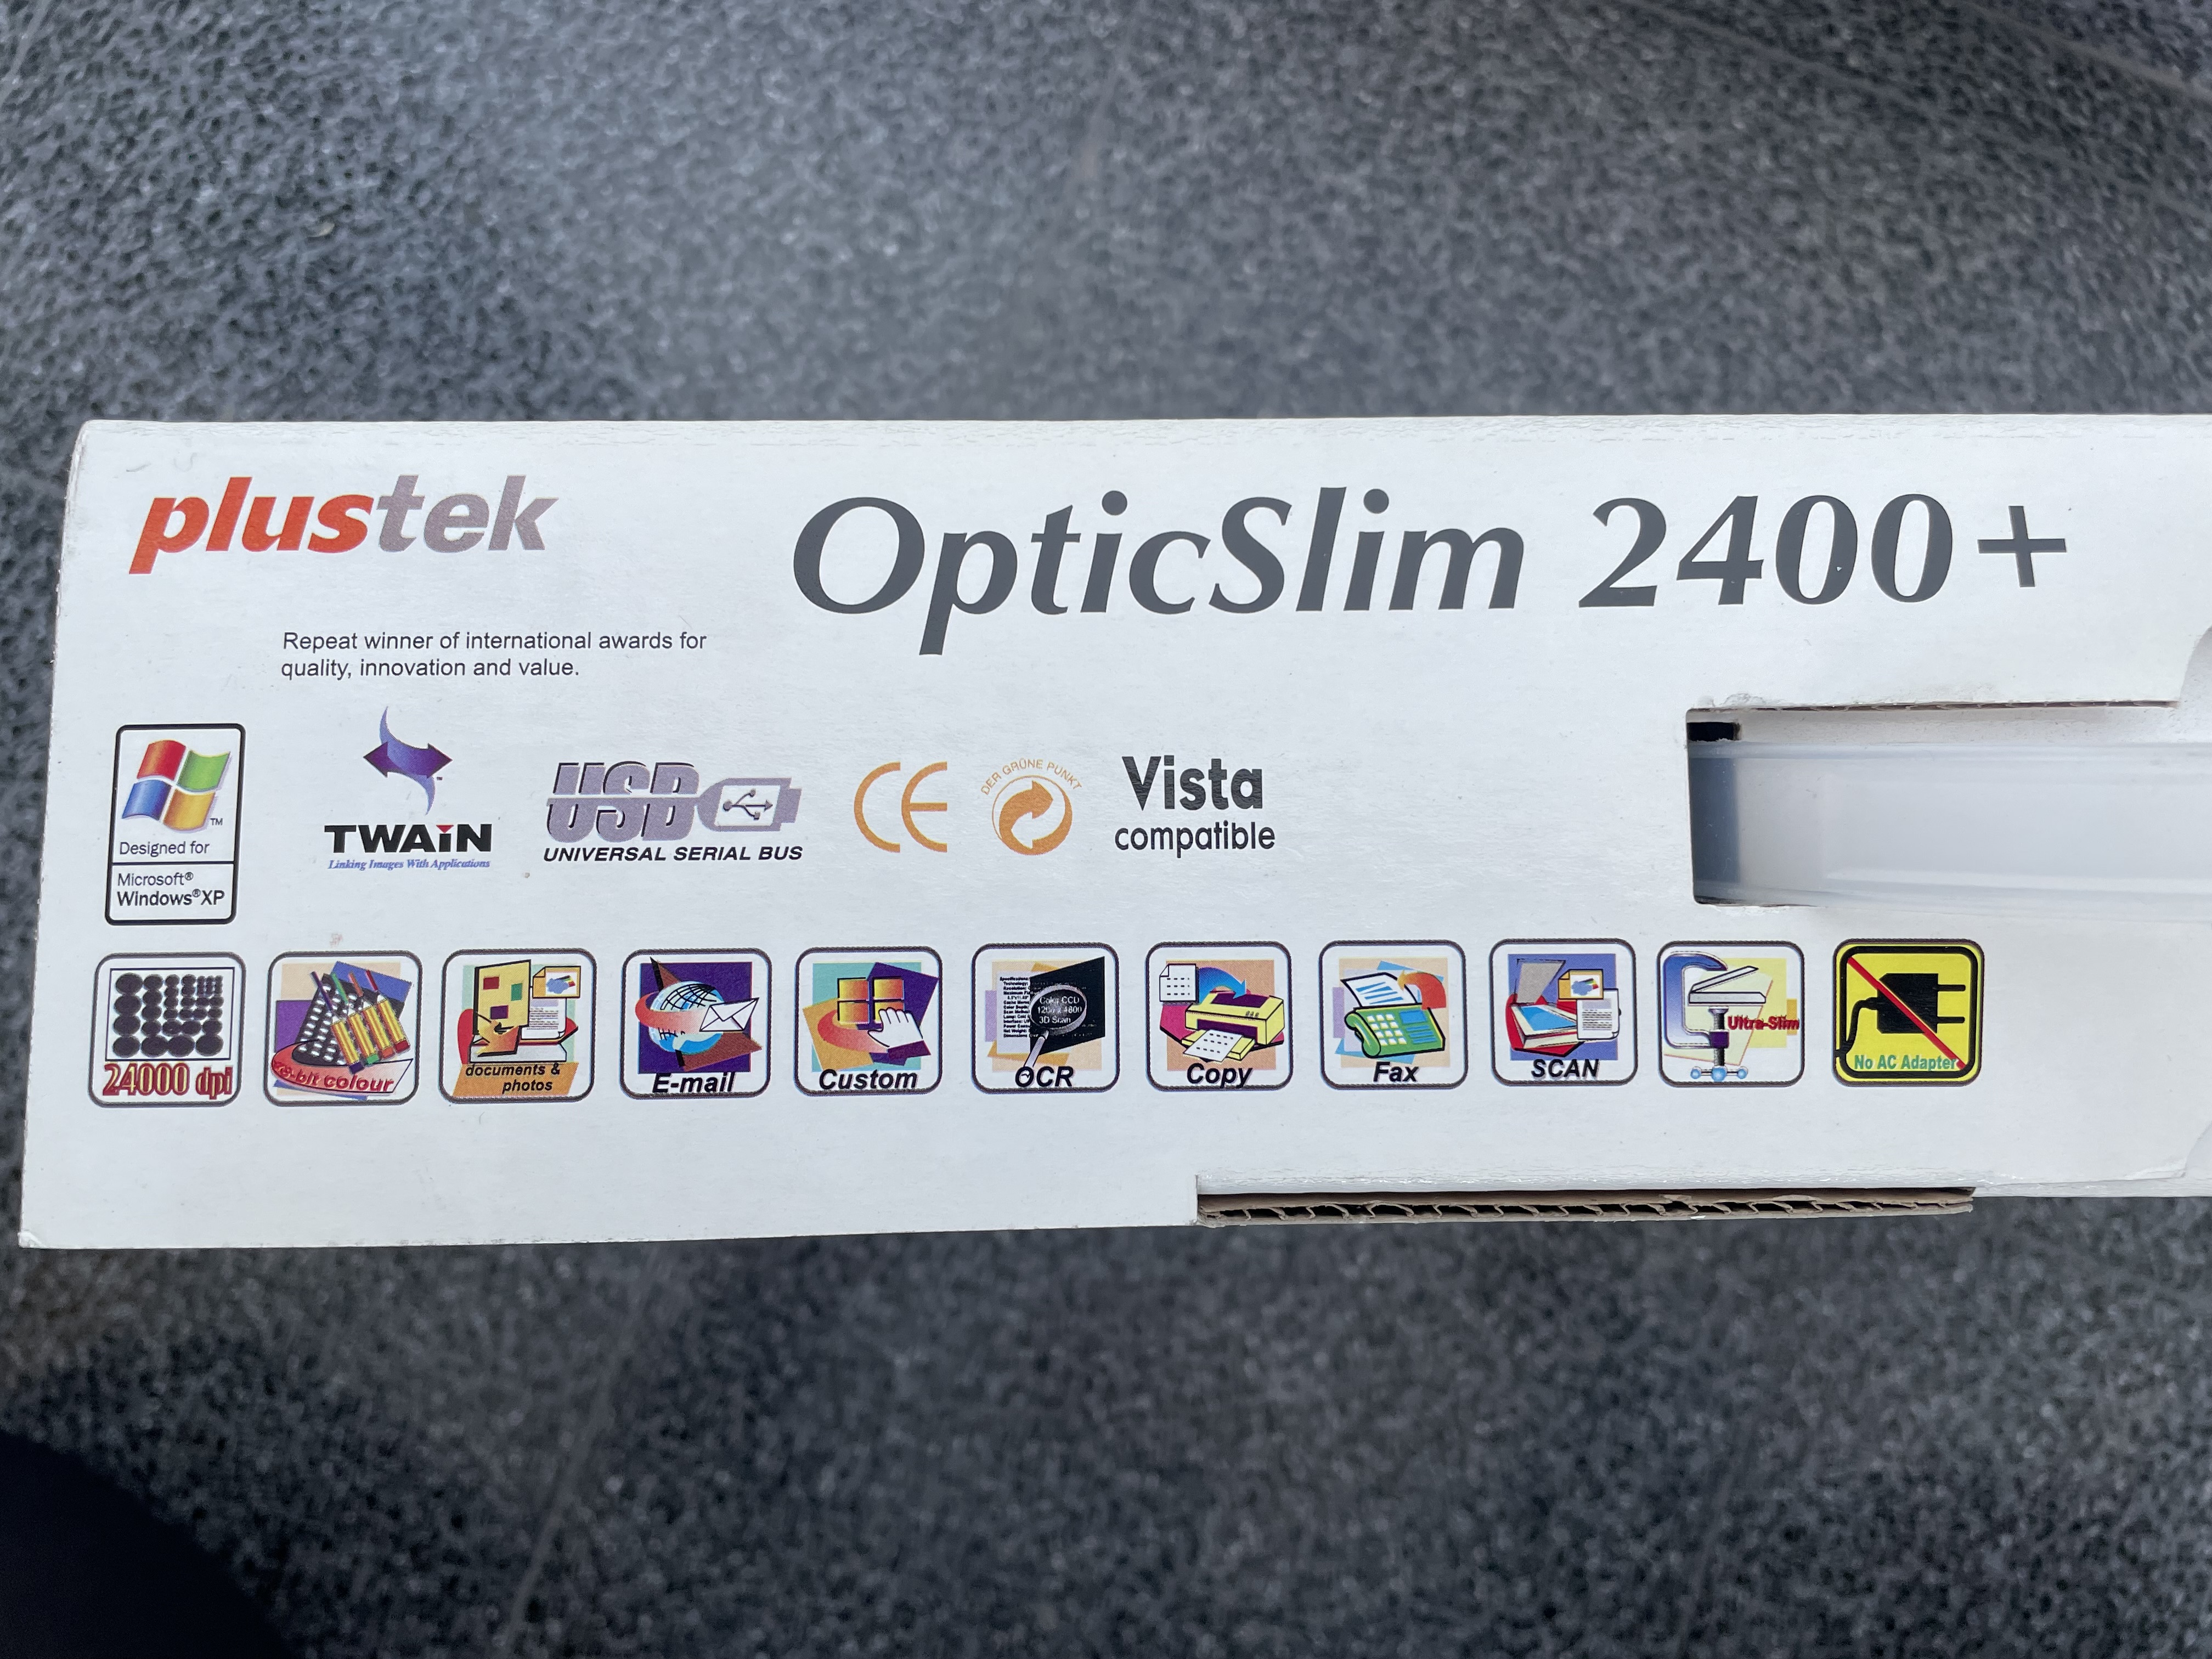 plustek
OpticSlim 2400+
Repeat winner of international awards for
quality, innovation and value.
Designed for
Microsoft®
Windows®XP
TM
TWAIN
Linking Images With Applications
USB
UNIVERSAL SERIAL BUS
CE
DER GRÜNE PUNKT
Vista
compatible
24000 dpi
-bit colour
documents &
photos
E-mail
Custom
OCR
Copy
Fax
SCAN
Ultra-Slim
No AC Adapter